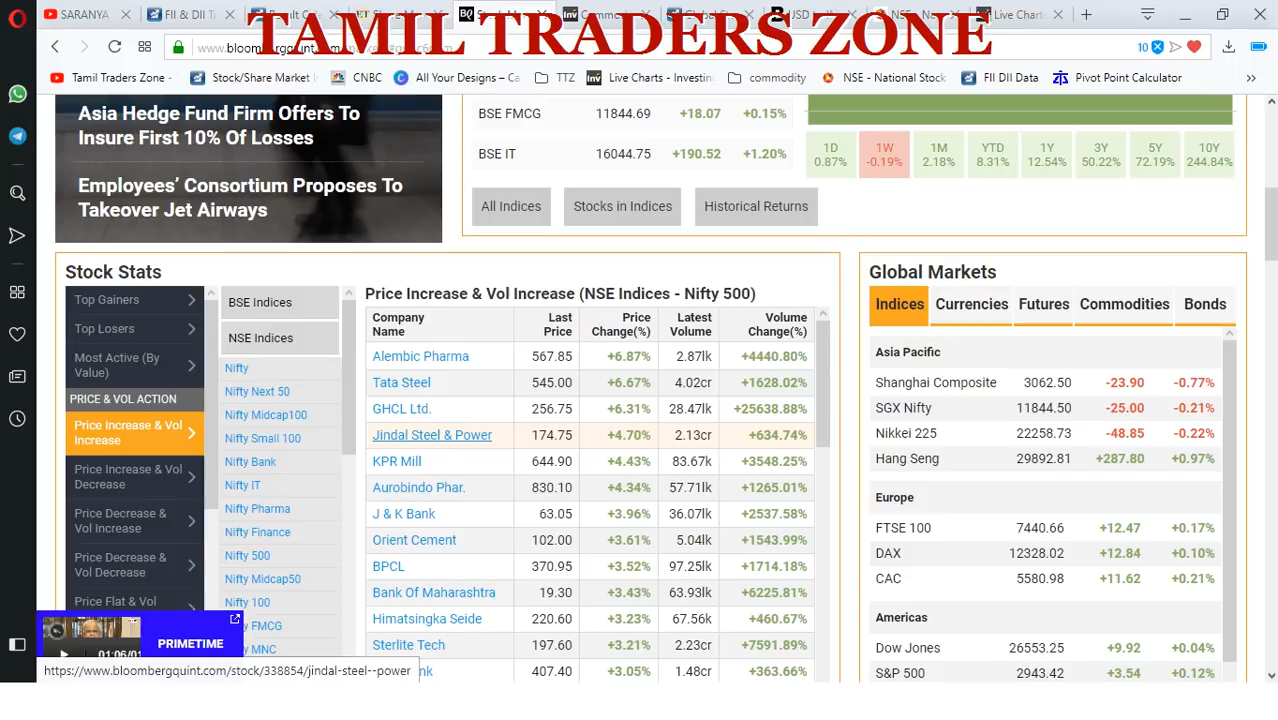 SARANYA
FII & DII
Commo
USD
Live Charts
TAMIL TRADERS ZONE
10
Tamil Traders Zone -
Stock/Share Market
CNBC
All Your Designes – Ca
TTZ
Live Charts - Investin
commodity
NSE - National Stock
FII DII Data
Pivot Point Calculator
»
Asia Hedge Fund Firm Offers To
Insure First 10% Of Losses
Employees’ Consortium Proposes To
Takeover Jet Airways
BSE FMCG 11844.69 +18.07 +0.15%
BSE IT 16044.75 +190.52 +1.20%
All Indices Stocks in Indices Historical Returns
1D 1W 1M YTD 1Y 3Y 5Y 10Y
0.87% -0.19% 2.18% 8.31% 12.54% 50.22% 72.19% 244.84%
Stock Stats
Top Gainers
Top Losers
Most Active (By
Value)
PRICE & VOL ACTION
Price Increase & Vol
Increase
Price Increase & Vol
Decrease
Price Decrease &
Vol Increase
Price Decrease &
Vol Decrease
Price Flat & Vol
BSE Indices
NSE Indices
Nifty
Nifty Next 50
Nifty Midcap100
Nifty Small 100
Nifty Bank
Nifty IT
Nifty Pharma
Nifty Finance
Nifty 500
Nifty Midcap50
Nifty 100
y FMCG
y MNC
Price Increase & Vol Increase (NSE Indices - Nifty 500)
Company Last Price Latest Volume
Name Price Change(%) Volume Change(%)
Alembic Pharma 567.85 +6.87% 2.87lk +4440.80%
Tata Steel 545.00 +6.67% 4.02cr +1628.02%
GHCL Ltd. 256.75 +6.31% 28.47lk +25638.88%
Jindal Steel & Power 174.75 +4.70% 2.13cr +634.74%
KPR Mill 644.90 +4.43% 83.67k +3548.25%
Aurobindo Phar. 830.10 +4.34% 57.71lk +1265.01%
J & K Bank 63.05 +3.96% 36.07lk +2537.58%
Orient Cement 102.00 +3.61% 5.04lk +1543.99%
BPCL 370.95 +3.52% 97.25lk +1714.18%
Bank Of Maharashtra 19.30 +3.43% 63.93lk +6225.81%
Himatsingka Seide 220.60 +3.23% 67.56k +460.67%
Sterlite Tech 197.60 +3.21% 2.23cr +7591.89%
nk 407.40 +3.05% 1.48cr +363.66%
Global Markets
Indices Currencies Futures Commodities Bonds
Asia Pacific
Shanghai Composite 3062.50 -23.90 -0.77%
SGX Nifty 11844.50 -25.00 -0.21%
Nikkei 225 22258.73 -48.85 -0.22%
Hang Seng 29892.81 +287.80 +0.97%
Europe
FTSE 100 7440.66 +12.47 +0.17%
DAX 12328.02 +12.84 +0.10%
CAC 5580.98 +11.62 +0.21%
Americas
Dow Jones 26553.25 +9.92 +0.04%
S&P 500 2943.42 +3.54 +0.12%
PRIMETIME
https://www.bloombergquint.com/stock/338854/jindal-steel--power